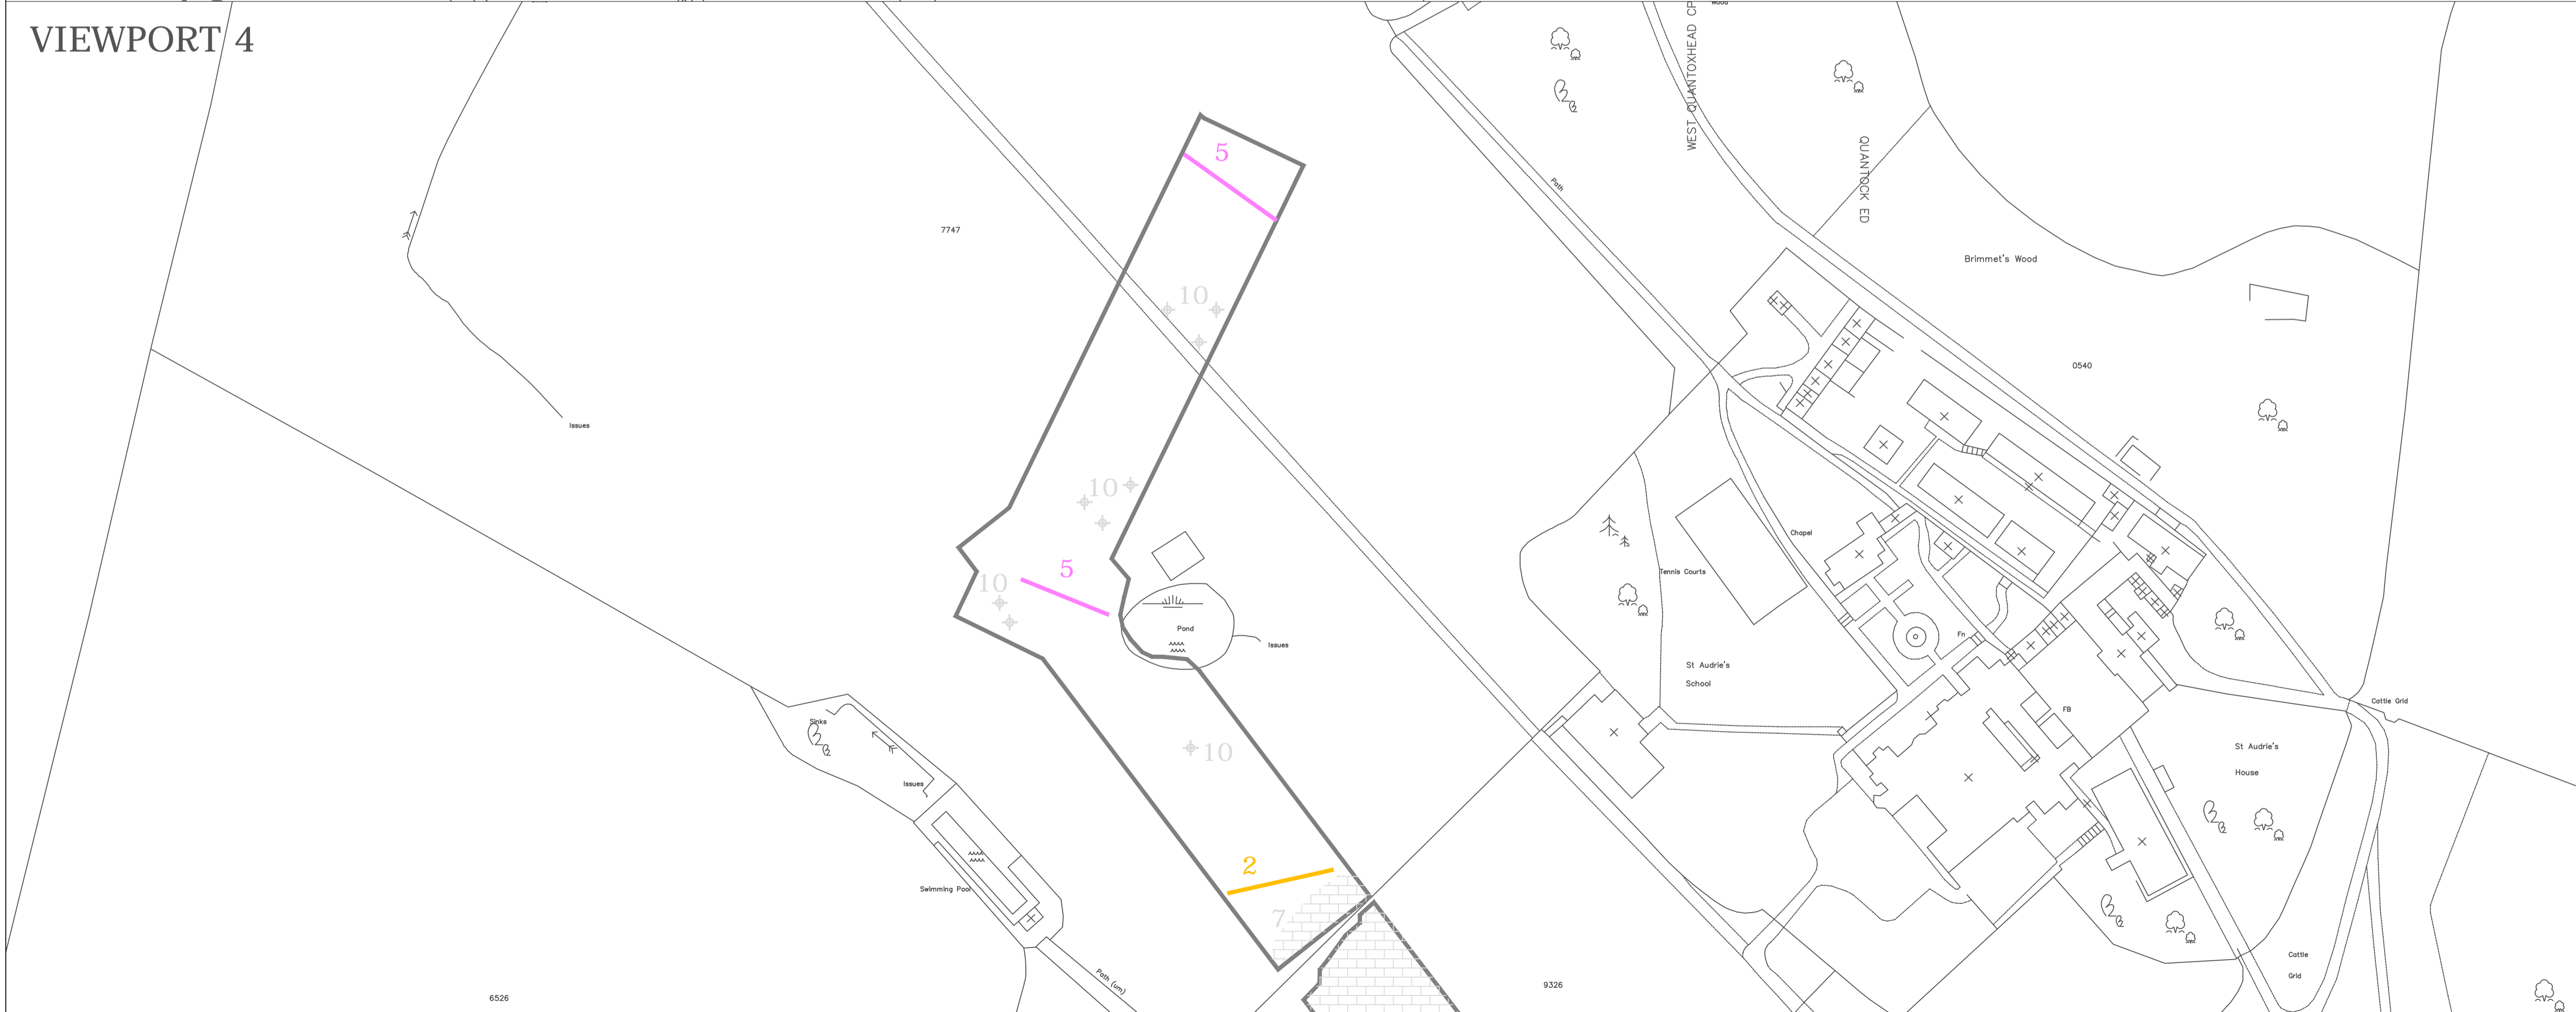 VIEWPORT 4
WEST QUANTOXHEAD CP
QUANTOCK ED
Path
5
7747
10
Brimmet's Wood
0540
Issues
10
Chapel
5
10
Tennis Courts
Pond
Issues
Fn
St Audrie's
School
Cattle Grid
FB
Sinks
St Audrie's
House
10
Issues
2
Swimming Pool
7
Cattle
Grid
Path (um)
9326
6526